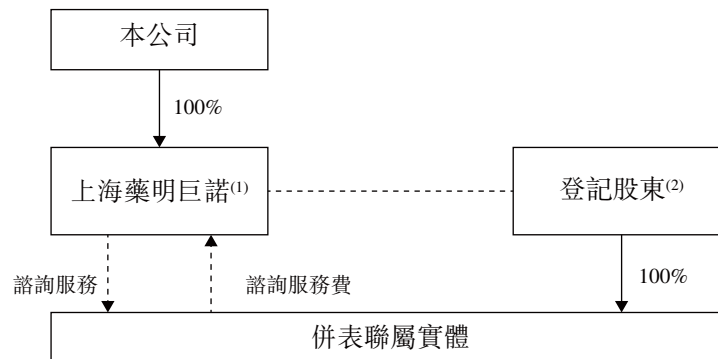 本公司
100%
上海藥明巨諾(1)
登記股東(2)
諮詢服務
諮詢服務費
100%
併表聯屬實體